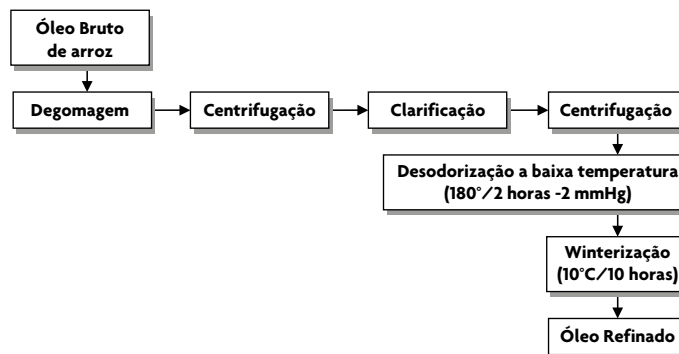 Óleo Bruto
de arroz
Degomagem
Centrifugação
Clarificação
Centrifugação
Desodorização a baixa temperatura
(180°/2 horas -2 mmHg)
Winterização
(10°C/10 horas)
Óleo Refinado